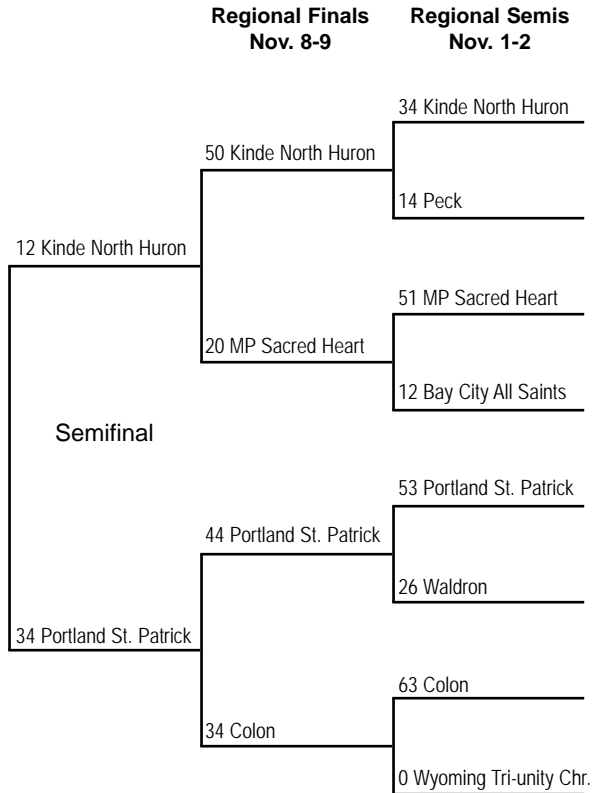 Regional Finals
Nov. 8-9
Regional Semis
Nov. 1-2
34 Kinde North Huron
50 Kinde North Huron
14 Peck
12 Kinde North Huron
51 MP Sacred Heart
20 MP Sacred Heart
12 Bay City All Saints
Semifinal
53 Portland St. Patrick
44 Portland St. Patrick
26 Waldron
34 Portland St. Patrick
63 Colon
34 Colon
0 Wyoming Tri-unity Chr.